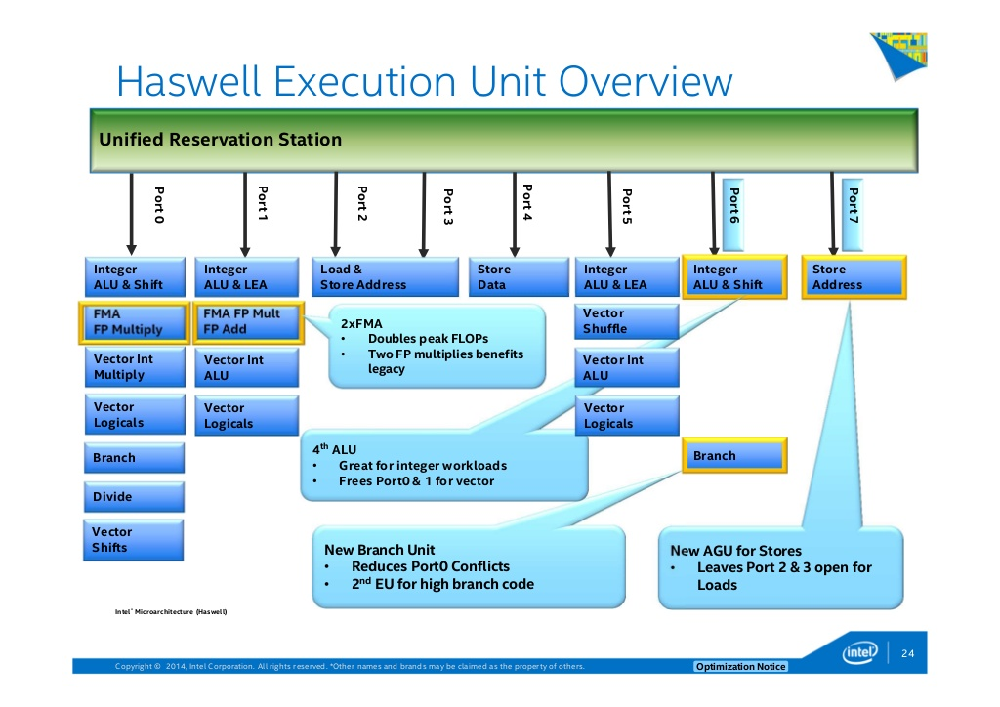 Haswell Execution Unit Overview
Unified Reservation Station
Port 0
Port 1
Port 2
Port 3
Port 4
Port 5
Port 6
Port 7
Integer
ALU & Shift
Integer
ALU & LEA
Load &
Store Address
Store
Data
Integer
ALU & LEA
Integer
ALU & Shift
Store
Address
FMA
FP Multiply
FMA FP Mult
FP Add
2xFMA
• Doubles peak FLOPs
• Two FP multiplies benefits
legacy
Vector
Shuffle
Vector Int
Multiply
Vector Int
ALU
Vector Int
ALU
Vector
Logicals
Vector
Logicals
Vector
Logicals
4th ALU
• Great for integer workloads
• Frees Port0 & 1 for vector
Branch
Branch
Divide
Vector
Shifts
New Branch Unit
• Reduces Port0 Conflicts
• 2nd EU for high branch code
New AGU for Stores
• Leaves Port 2 & 3 open for
Loads
Intel® Microarchitecture (Haswell)
Copyright © 2014, Intel Corporation. All rights reserved. *Other names and brands may be claimed as the property of others.
Optimization Notice
intel
24